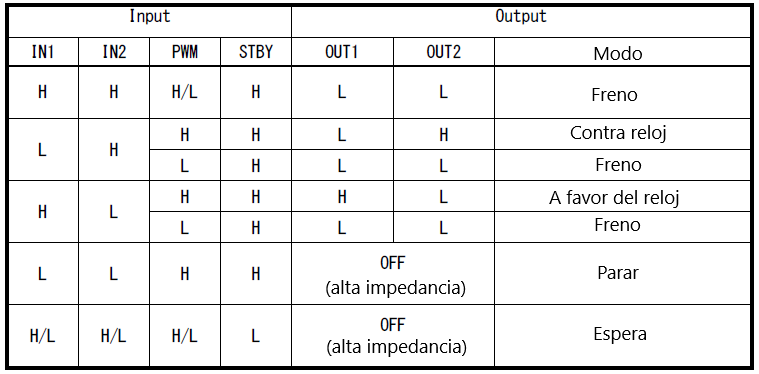 Input Output
IN1 IN2 PWM STBY OUT1 OUT2 Modo
H H H/L H L L Freno
L H H H L H Contra reloj
L H L L Freno
H L H H H L A favor del reloj
L H L L Freno
L L H H OFF
(alta impedancia) Parar
H/L H/L H/L L OFF
(alta impedancia) Espera